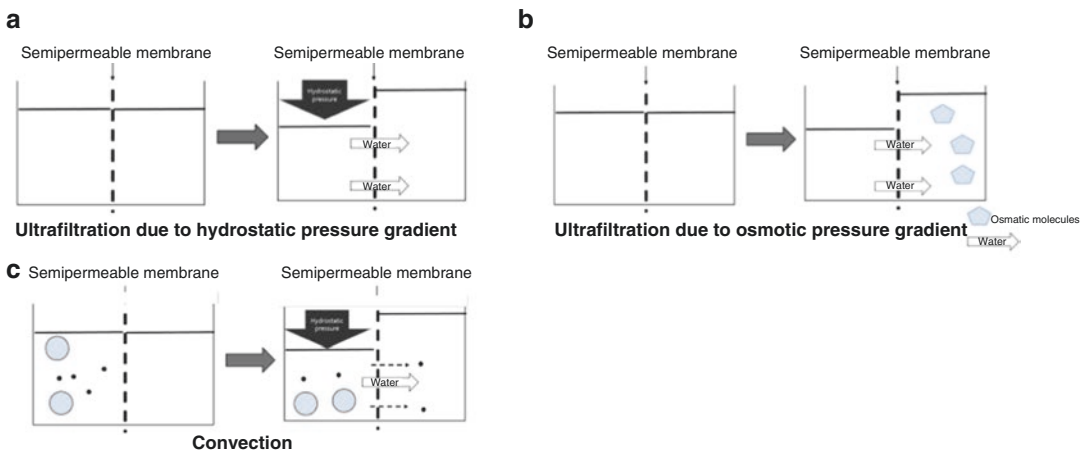 a
Semipermeable membrane
Semipermeable membrane
Hydrostatic
pressure
Water
Water
Ultrafiltration due to hydrostatic pressure gradient
b
Semipermeable membrane
Semipermeable membrane
Water
Water
Ultrafiltration due to osmotic pressure gradient
Osmatic molecules
Water
c
Semipermeable membrane
Semipermeable membrane
Hydrostatic
pressure
Water
Convection